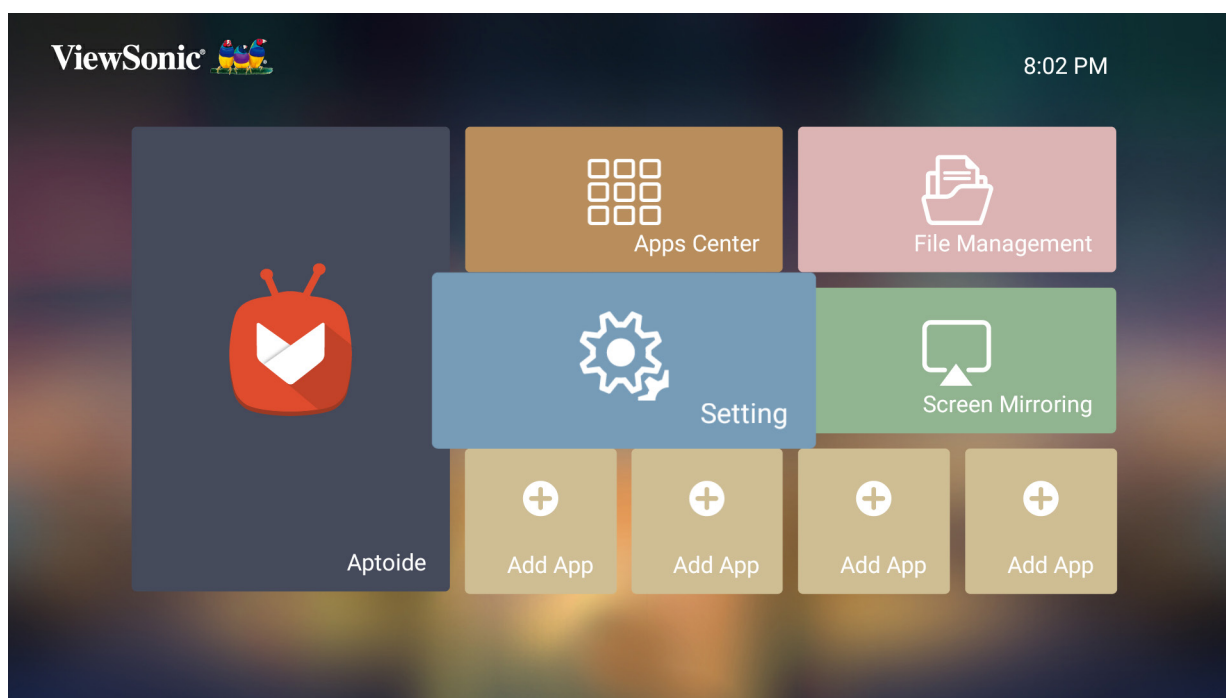 ViewSonic®
8:02 PM
Apps Center
File Management
Setting
Screen Mirroring
Aptoide
Add App
Add App
Add App
Add App